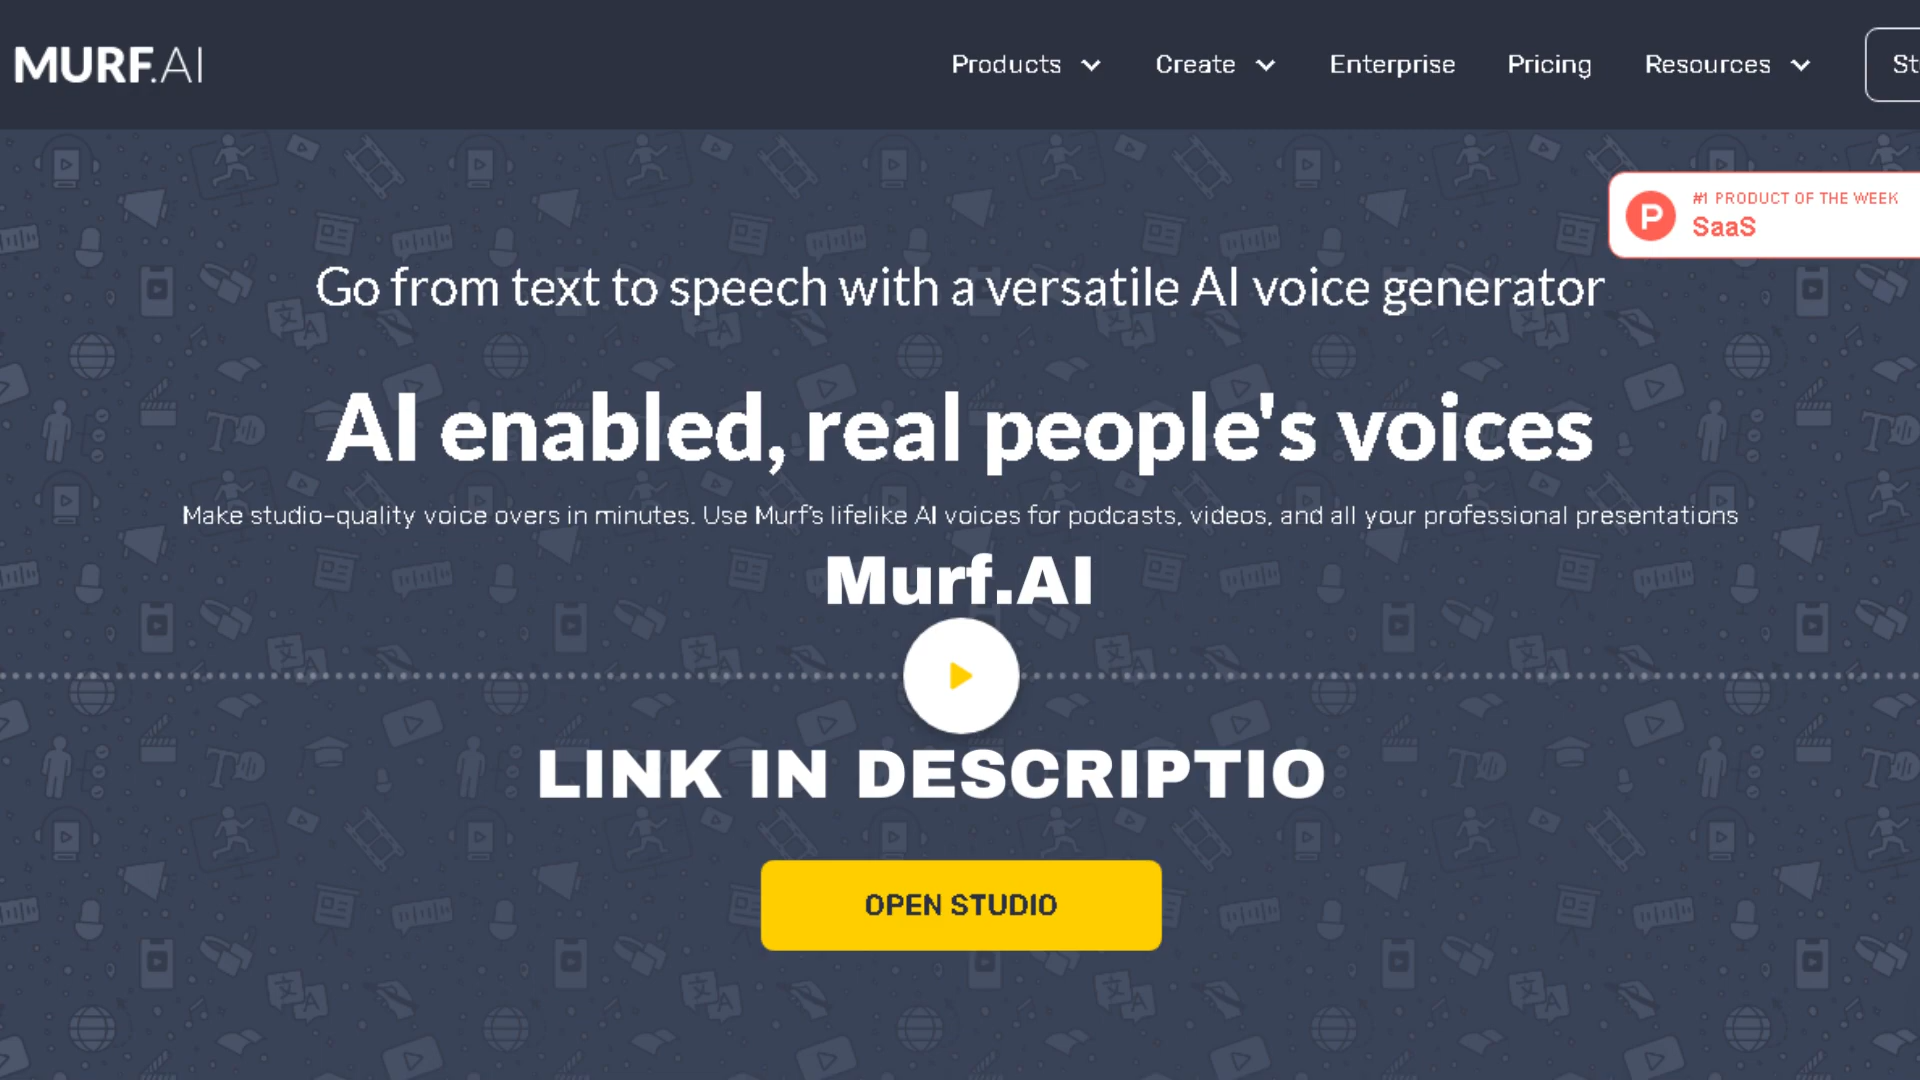 MURF.AI
Products Create Enterprise Pricing Resources St
#1 PRODUCT OF THE WEEK
P SaaS
Go from text to speech with a versatile AI voice generator
AI enabled, real people's voices
Make studio-quality voice overs in minutes. Use Murf's lifelike AI voices for podcasts, videos, and all your professional presentations
Murf.AI
LINK IN DESCRIPTIO
OPEN STUDIO